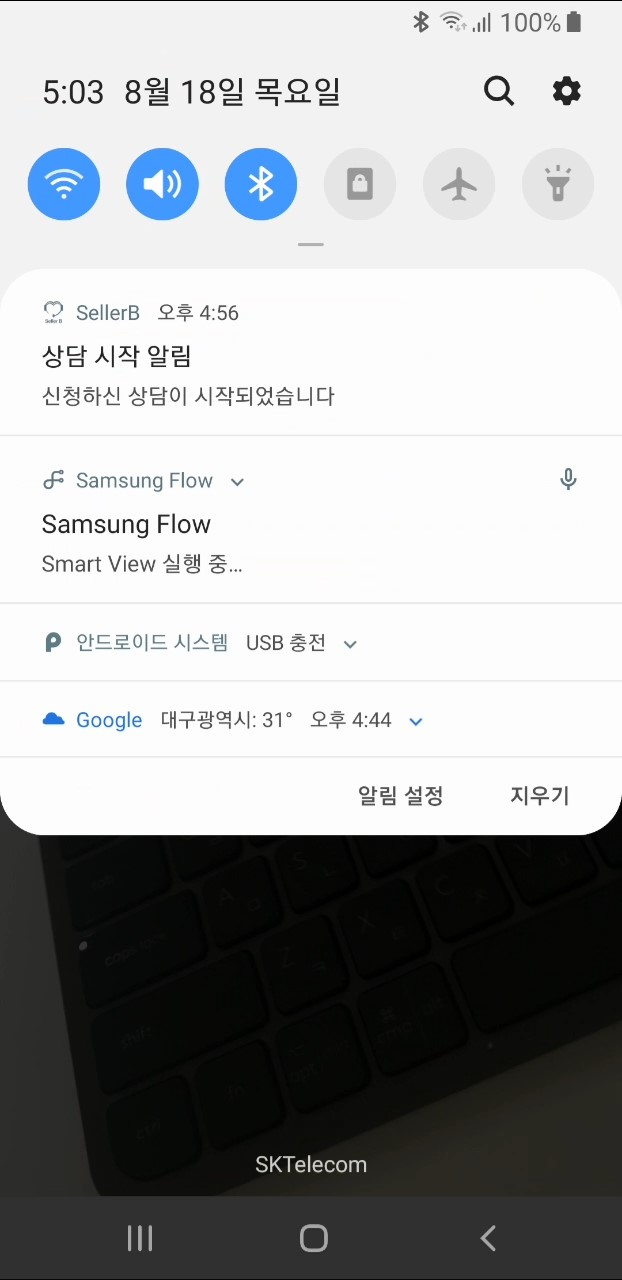 100%
5:03 8월 18일 목요일
SellerB 오후 4:56
상담 시작 알림
신청하신 상담이 시작되었습니다
Samsung Flow
Samsung Flow
Smart View 실행 중...
안드로이드 시스템 USB 충전
Google 대구광역시: 31° 오후 4:44
알림 설정 지우기
S
A
C
X
Z
SKTelecom